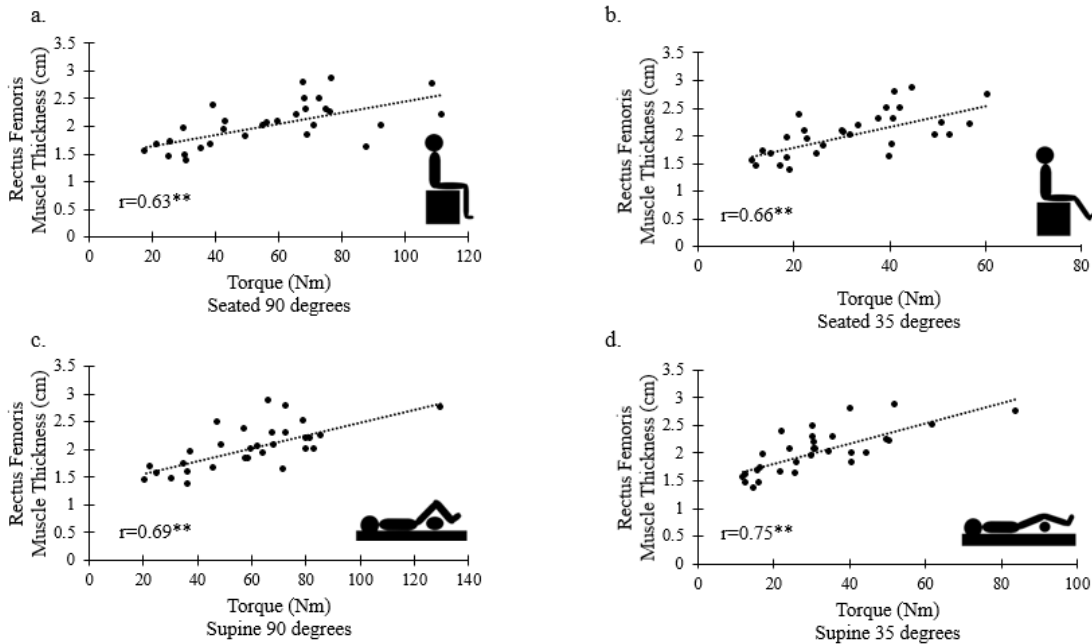 a.
Rectus Femoris
Muscle Thickness (cm)
3.5
3
2.5
2
1.5
1
0.5
0
r=0.63**
0 20 40 60 80 100 120
Torque (Nm)
Seated 90 degrees
b.
Rectus Femoris
Muscle Thickness (cm)
3.5
3
2.5
2
1.5
1
0.5
0
r=0.66**
0 20 40 60 80
Torque (Nm)
Seated 35 degrees
c.
Rectus Femoris
Muscle Thickness (cm)
3.5
3
2.5
2
1.5
1
0.5
0
r=0.69**
0 20 40 60 80 100 120 140
Torque (Nm)
Supine 90 degrees
d.
Rectus Femoris
Muscle Thickness (cm)
3.5
3
2.5
2
1.5
1
0.5
0
r=0.75**
0 20 40 60 80 100
Torque (Nm)
Supine 35 degrees